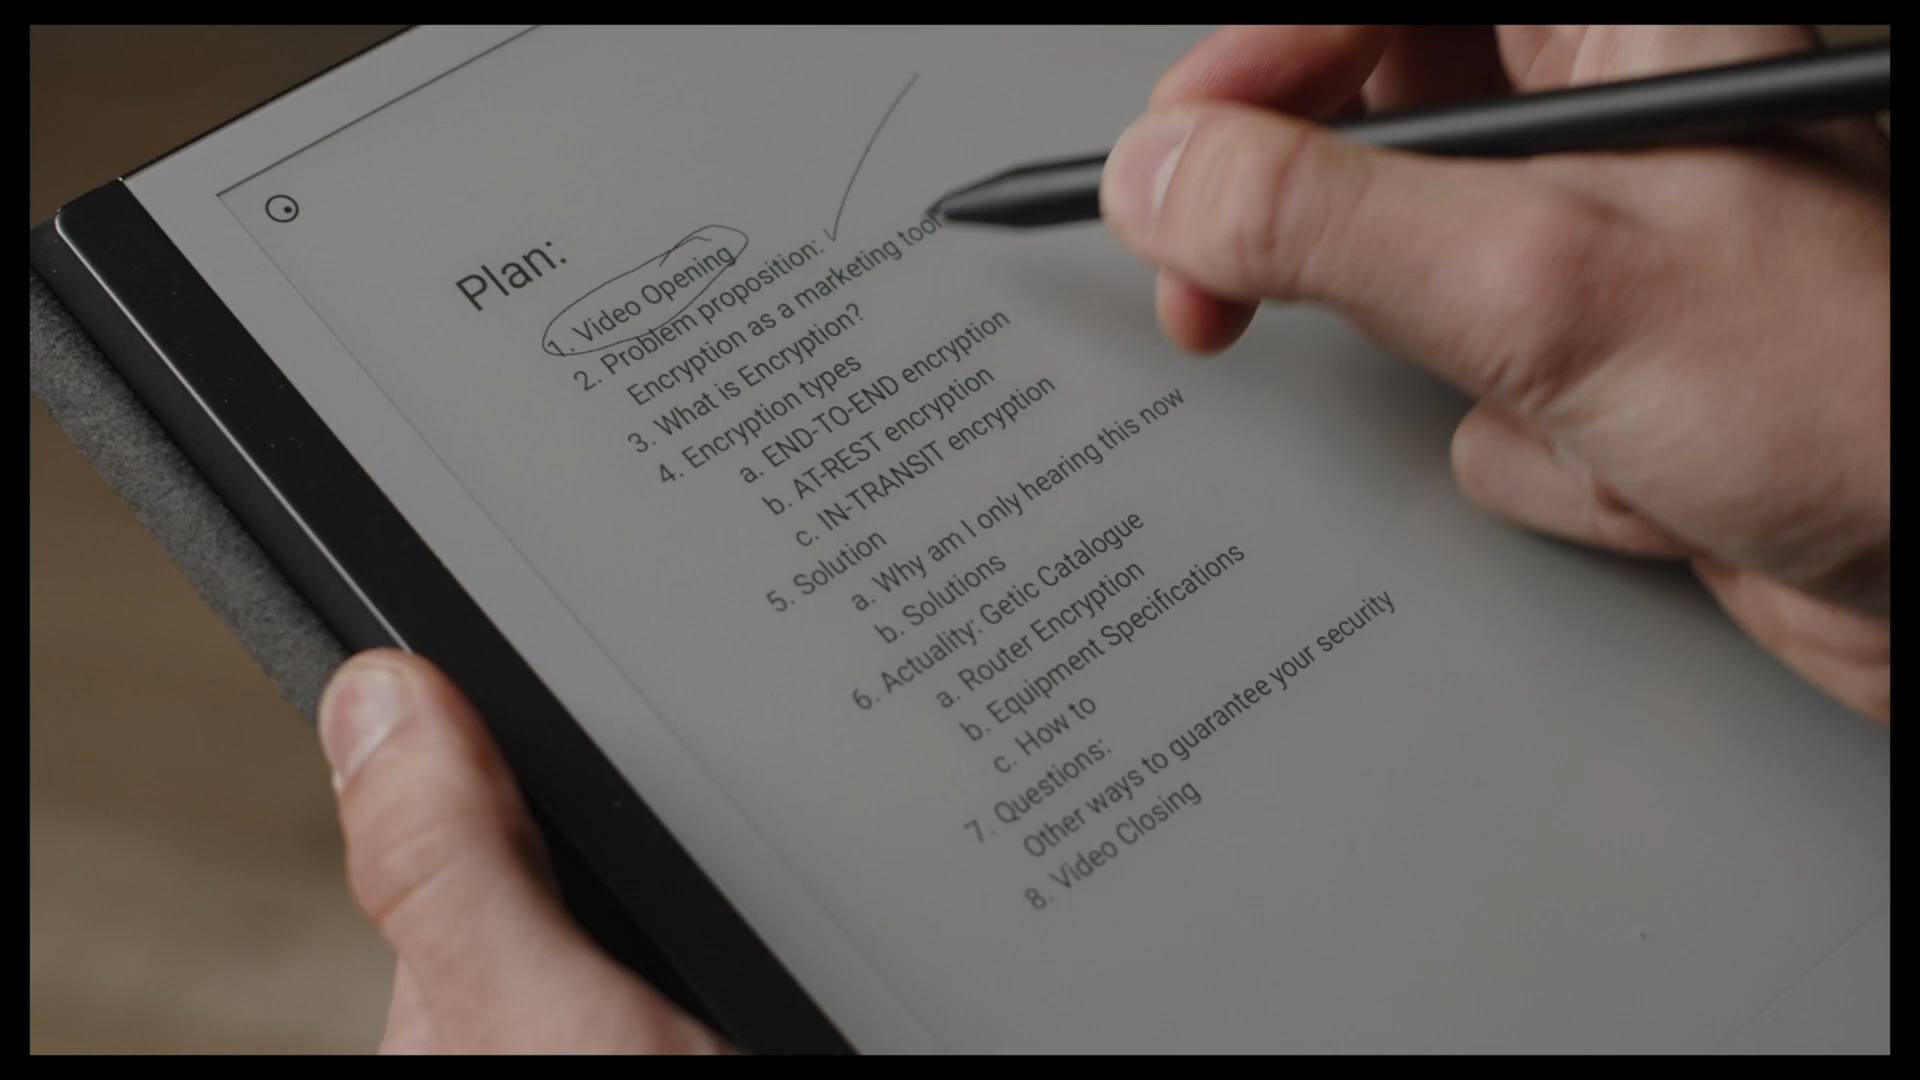 Plan:
1. Video Opening
2. Problem proposition:
Encryption as a marketing tool
3. What is Encryption?
4. Encryption types
a. END-TO-END encryption
b. AT-REST encryption
c. IN-TRANSIT encryption
5. Solution
a. Why am I only hearing this now
b. Solutions
6. Actuality: Getic Catalogue
a. Router Encryption
b. Equipment Specifications
c. How to
7. Questions:
Other ways to guarantee your security
8. Video Closing